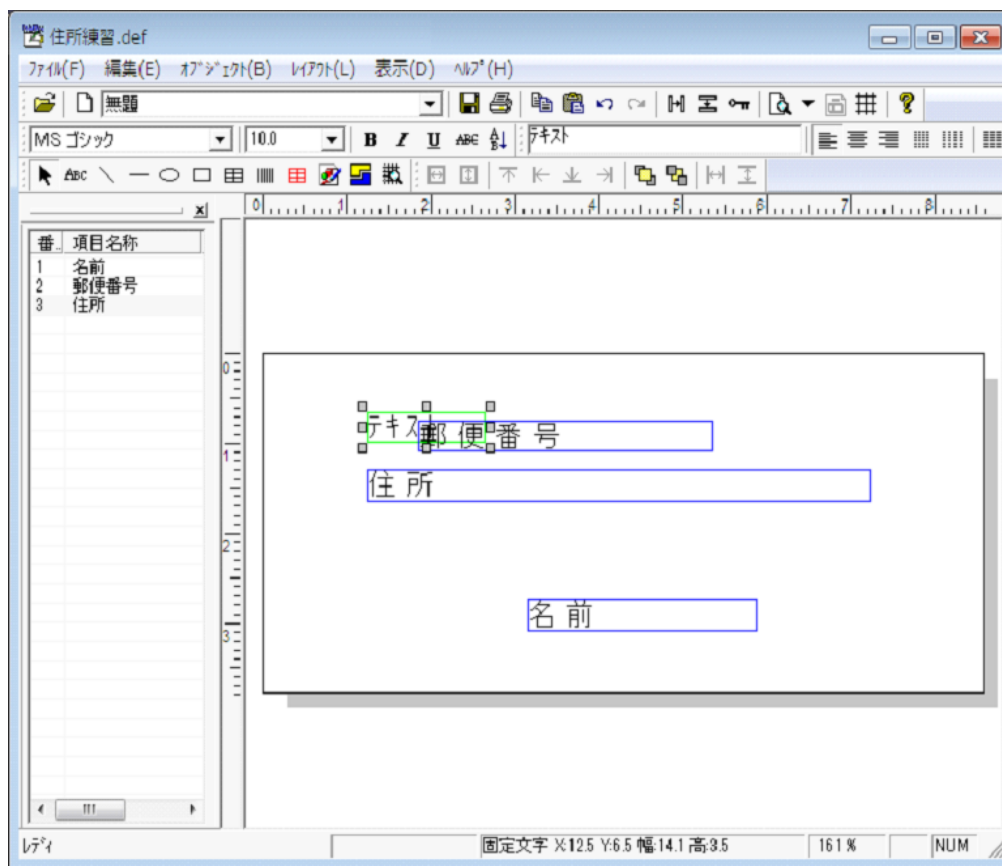 住所練習.def
ファイル(F) 編集(E) オブジェクト(B) レイアウト(L) 表示(D) ヘルプ(H)
無題
MS ゴシック 10.0 B I U ABC テキスト
ABC
0 1 2 3 4 5 6 7 8
番.. 項目名称
1 名前
2 郵便番号
3 住所
0
テキスト
郵便番号
1
住所
2
名前
3
レディ 固定文字 X:12.5 Y:6.5 幅:14.1 高:3.5 161% NUM